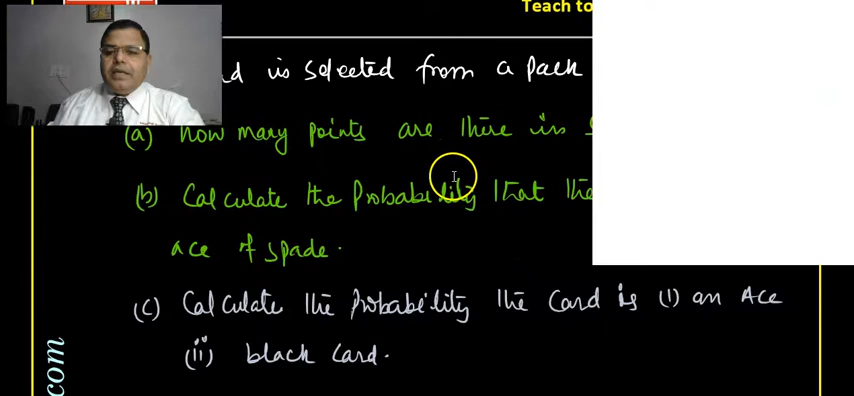 Teach to
d is selected from a pack
(a) How many points are there in S
(b) Calculate the Probability that the
ace of spade.
(c) Calculate the probability the card is (i) an Ace
(ii) black card.
com